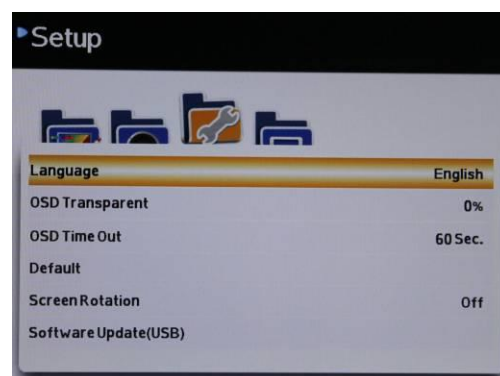 Setup
Language English
OSD Transparent 0%
OSD Time Out 60 Sec.
Default
Screen Rotation Off
Software Update(USB)